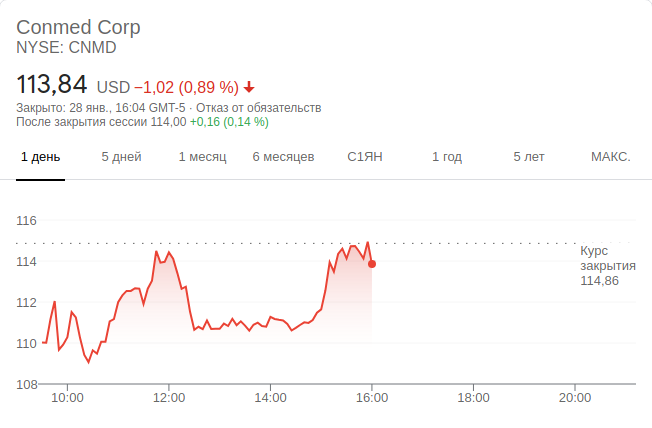 Conmed Corp
NYSE: CNMD
113,84 USD −1,02 (0,89 %)
Закрыто: 28 янв., 16:04 GMT-5 · Отказ от обязательств
После закрытия сессии 114,00 +0,16 (0,14 %)
1 день 5 дней 1 месяц 6 месяцев С1ЯН 1 год 5 лет МАКС.
116
114
112
110
108
Курс
закрытия
114,86
10:00 12:00 14:00 16:00 18:00 20:00